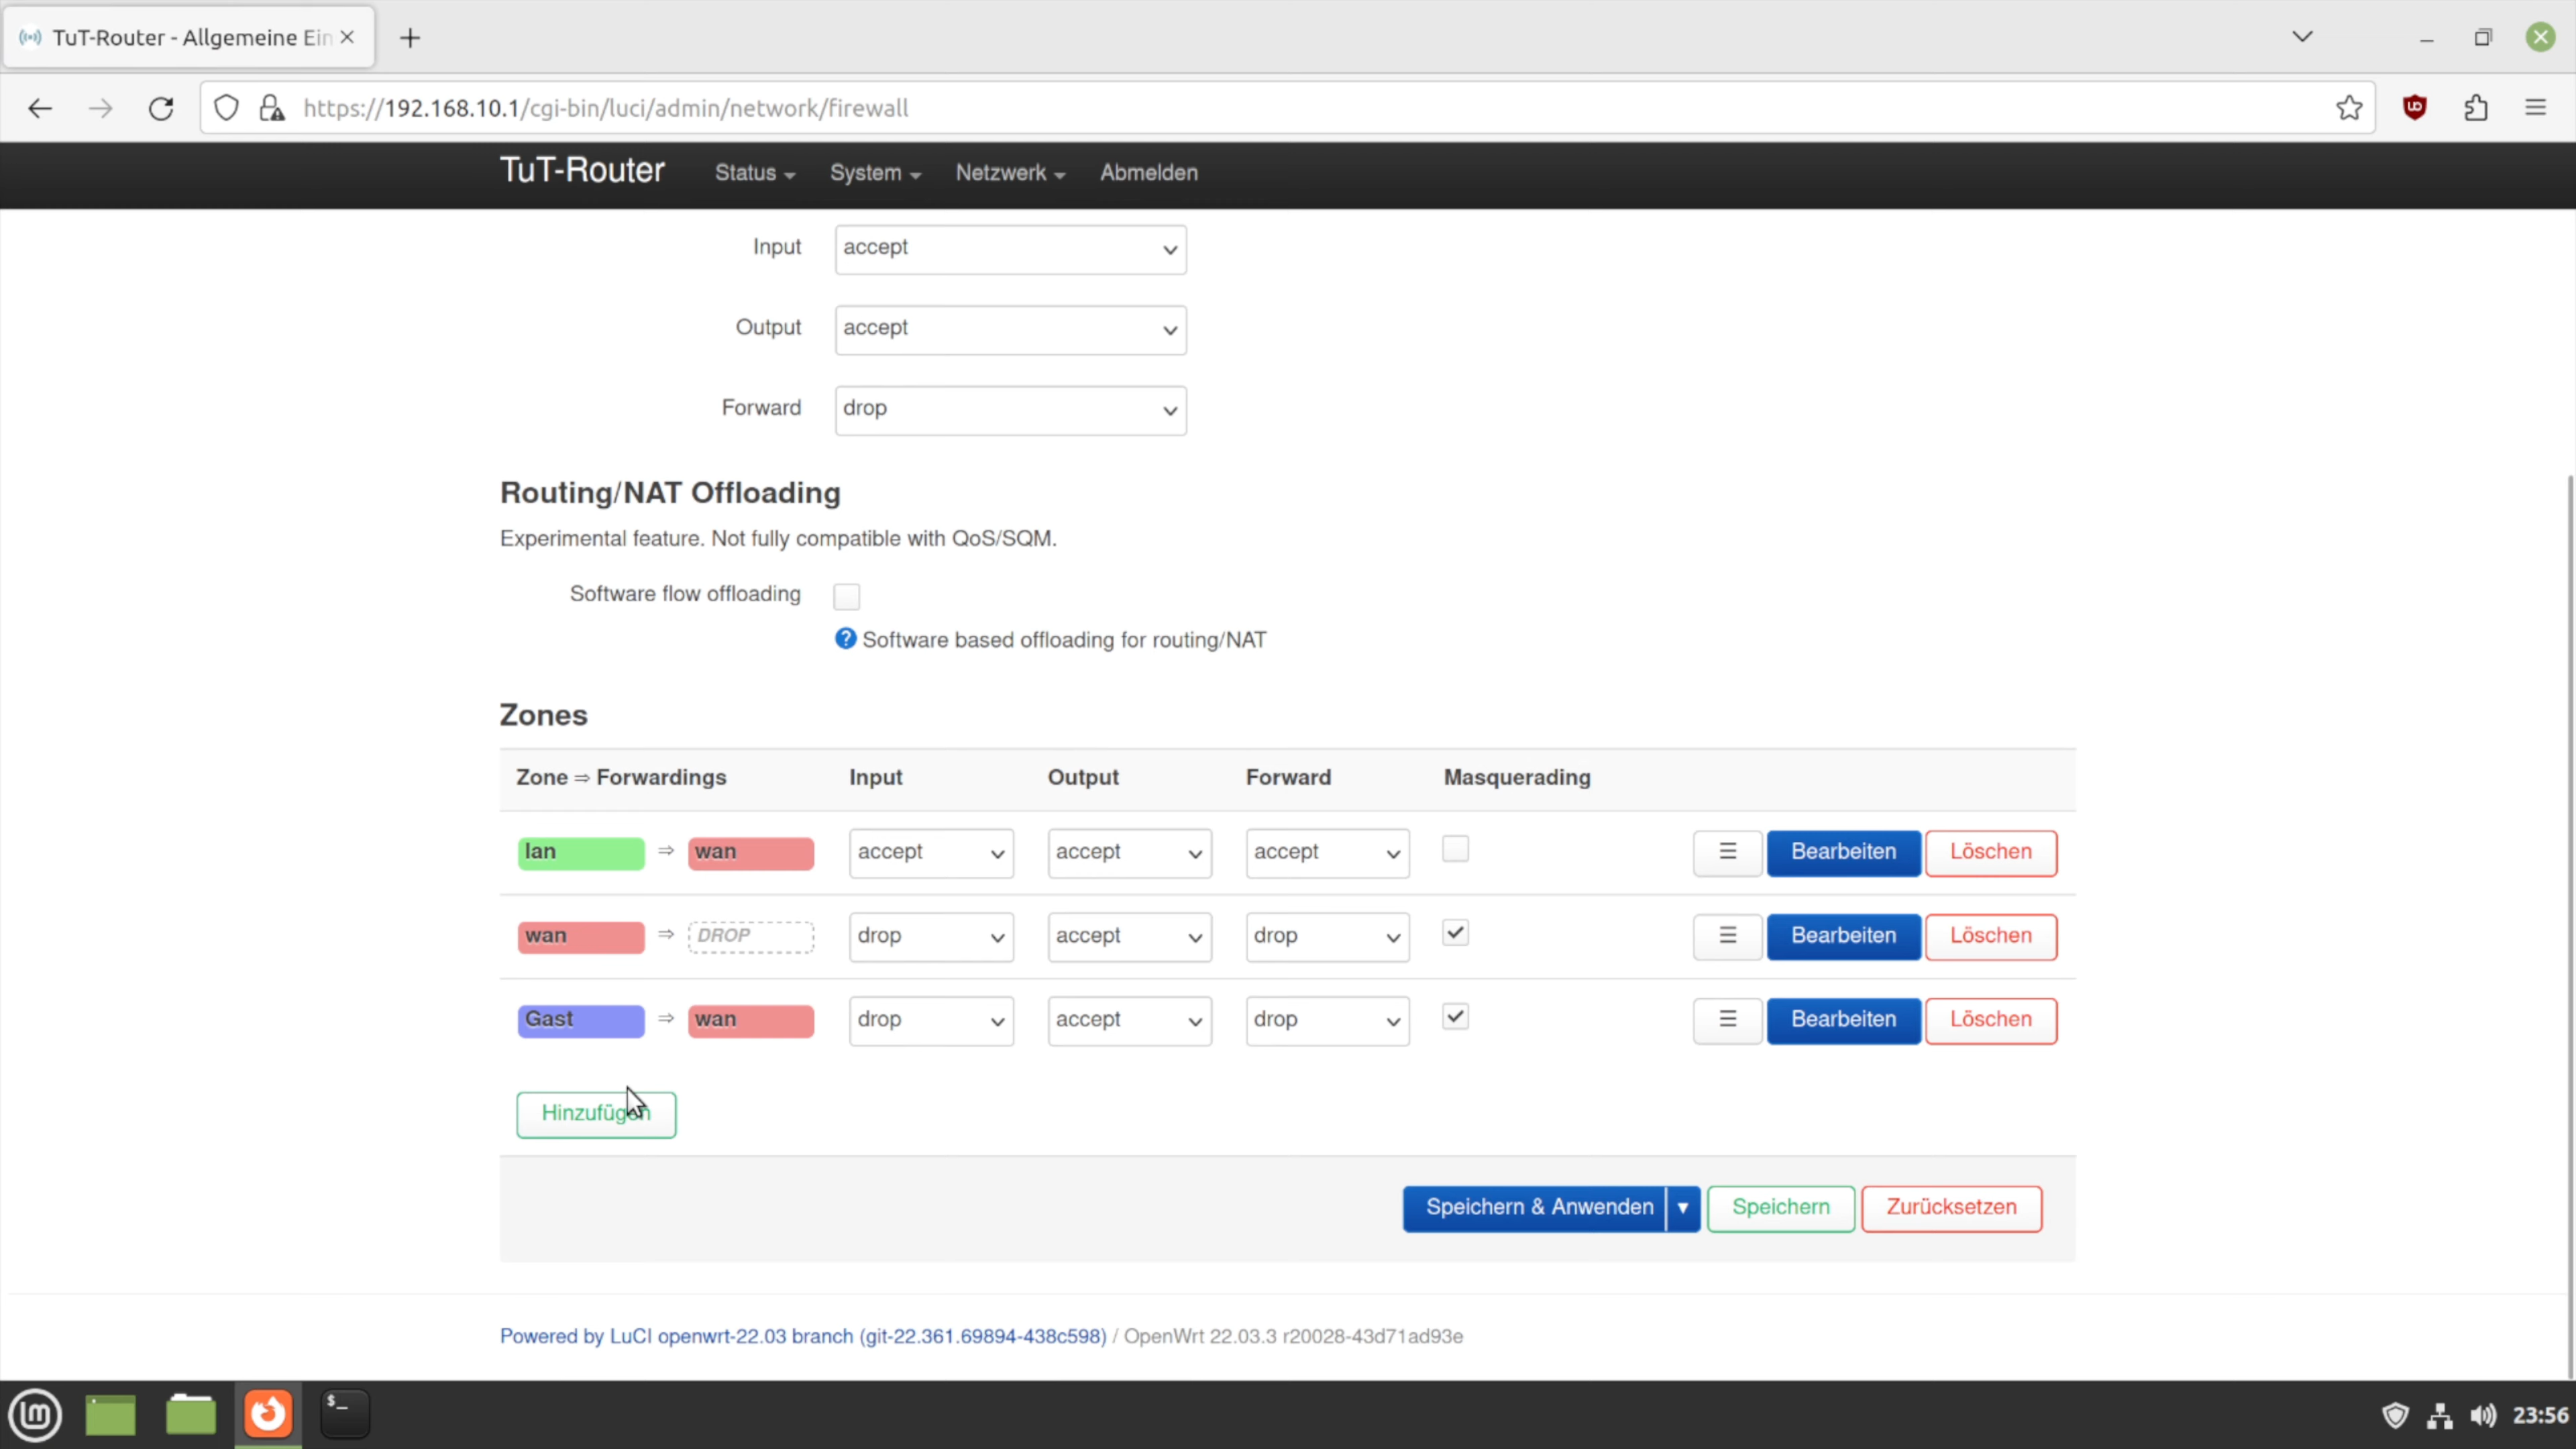 TuT-Router - Allgemeine Ein
https://192.168.10.1/cgi-bin/luci/admin/network/firewall
TuT-Router Status System Netzwerk Abmelden
Input accept
Output accept
Forward drop
Routing/NAT Offloading
Experimental feature. Not fully compatible with QoS/SQM.
Software flow offloading
? Software based offloading for routing/NAT
Zones
Zone ⇒ Forwardings Input Output Forward Masquerading
lan ⇒ wan accept accept accept ☰ Bearbeiten Löschen
wan ⇒ DROP drop accept drop ☰ Bearbeiten Löschen
Gast ⇒ wan drop accept drop ☰ Bearbeiten Löschen
Hinzufügen
Speichern & Anwenden ▼ Speichern Zurücksetzen
Powered by LuCI openwrt-22.03 branch (git-22.361.69894-438c598) / OpenWrt 22.03.3 r20028-43d71ad93e
$_
23:56